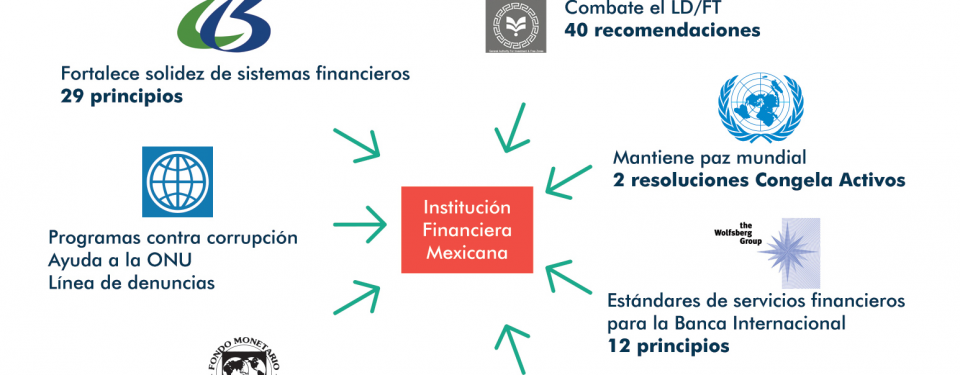 Combate el LD/FT
40 recomendaciones
Fortalece solidez de sistemas financieros
29 principios
Mantiene paz mundial
2 resoluciones Congela Activos
Institución
Financiera
Mexicana
Programas contra corrupción
Ayuda a la ONU
Línea de denuncias
the
Wolfsberg
Group
Estándares de servicios financieros
para la Banca Internacional
12 principios
FONDO MONETARIO